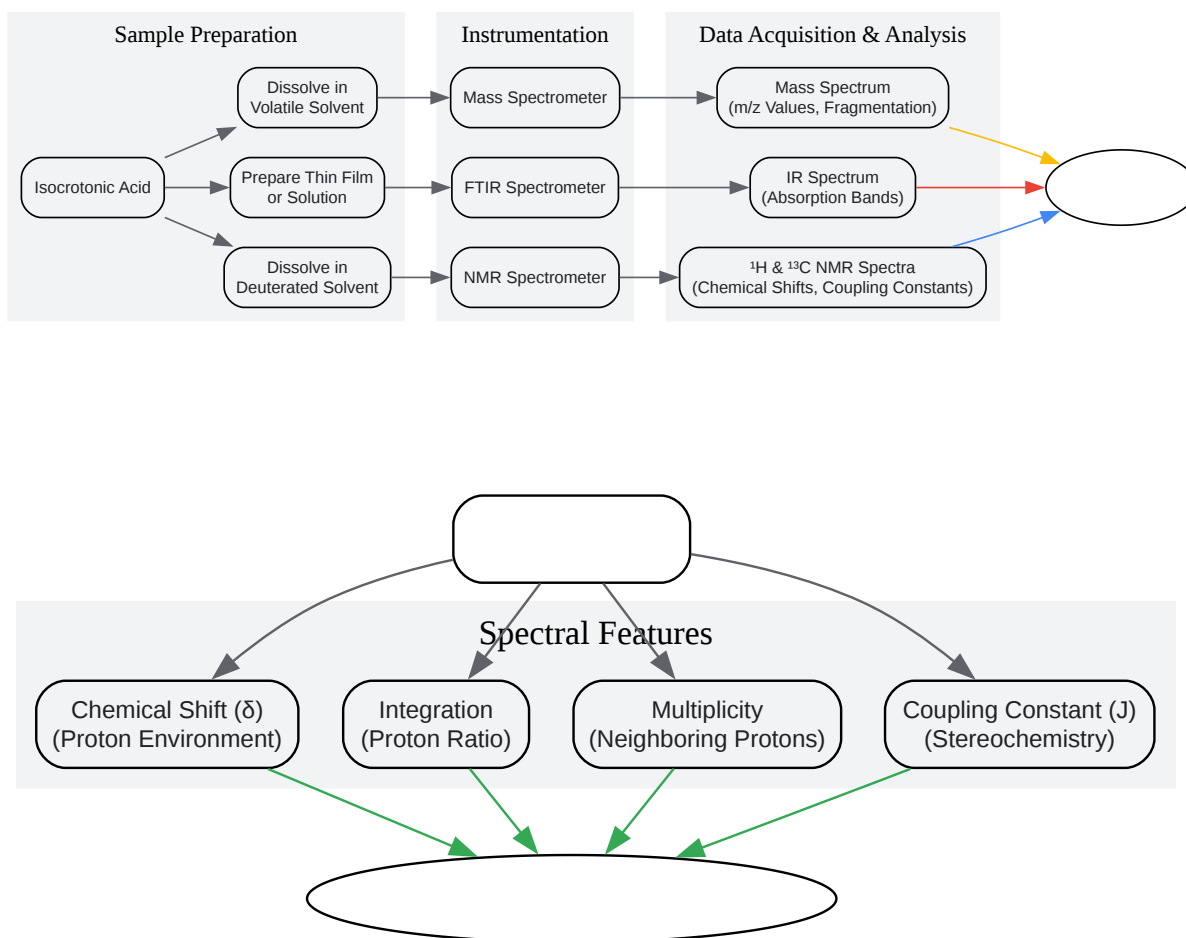 Sample Preparation
Instrumentation
Data Acquisition & Analysis
Dissolve in
Volatile Solvent
Mass Spectrometer
Mass Spectrum
(m/z Values, Fragmentation)
Isocrotonic Acid
Prepare Thin Film
or Solution
FTIR Spectrometer
IR Spectrum
(Absorption Bands)
Dissolve in
Deuterated Solvent
NMR Spectrometer
¹H & ¹³C NMR Spectra
(Chemical Shifts, Coupling Constants)
Spectral Features
Chemical Shift (δ)
(Proton Environment)
Integration
(Proton Ratio)
Multiplicity
(Neighboring Protons)
Coupling Constant (J)
(Stereochemistry)